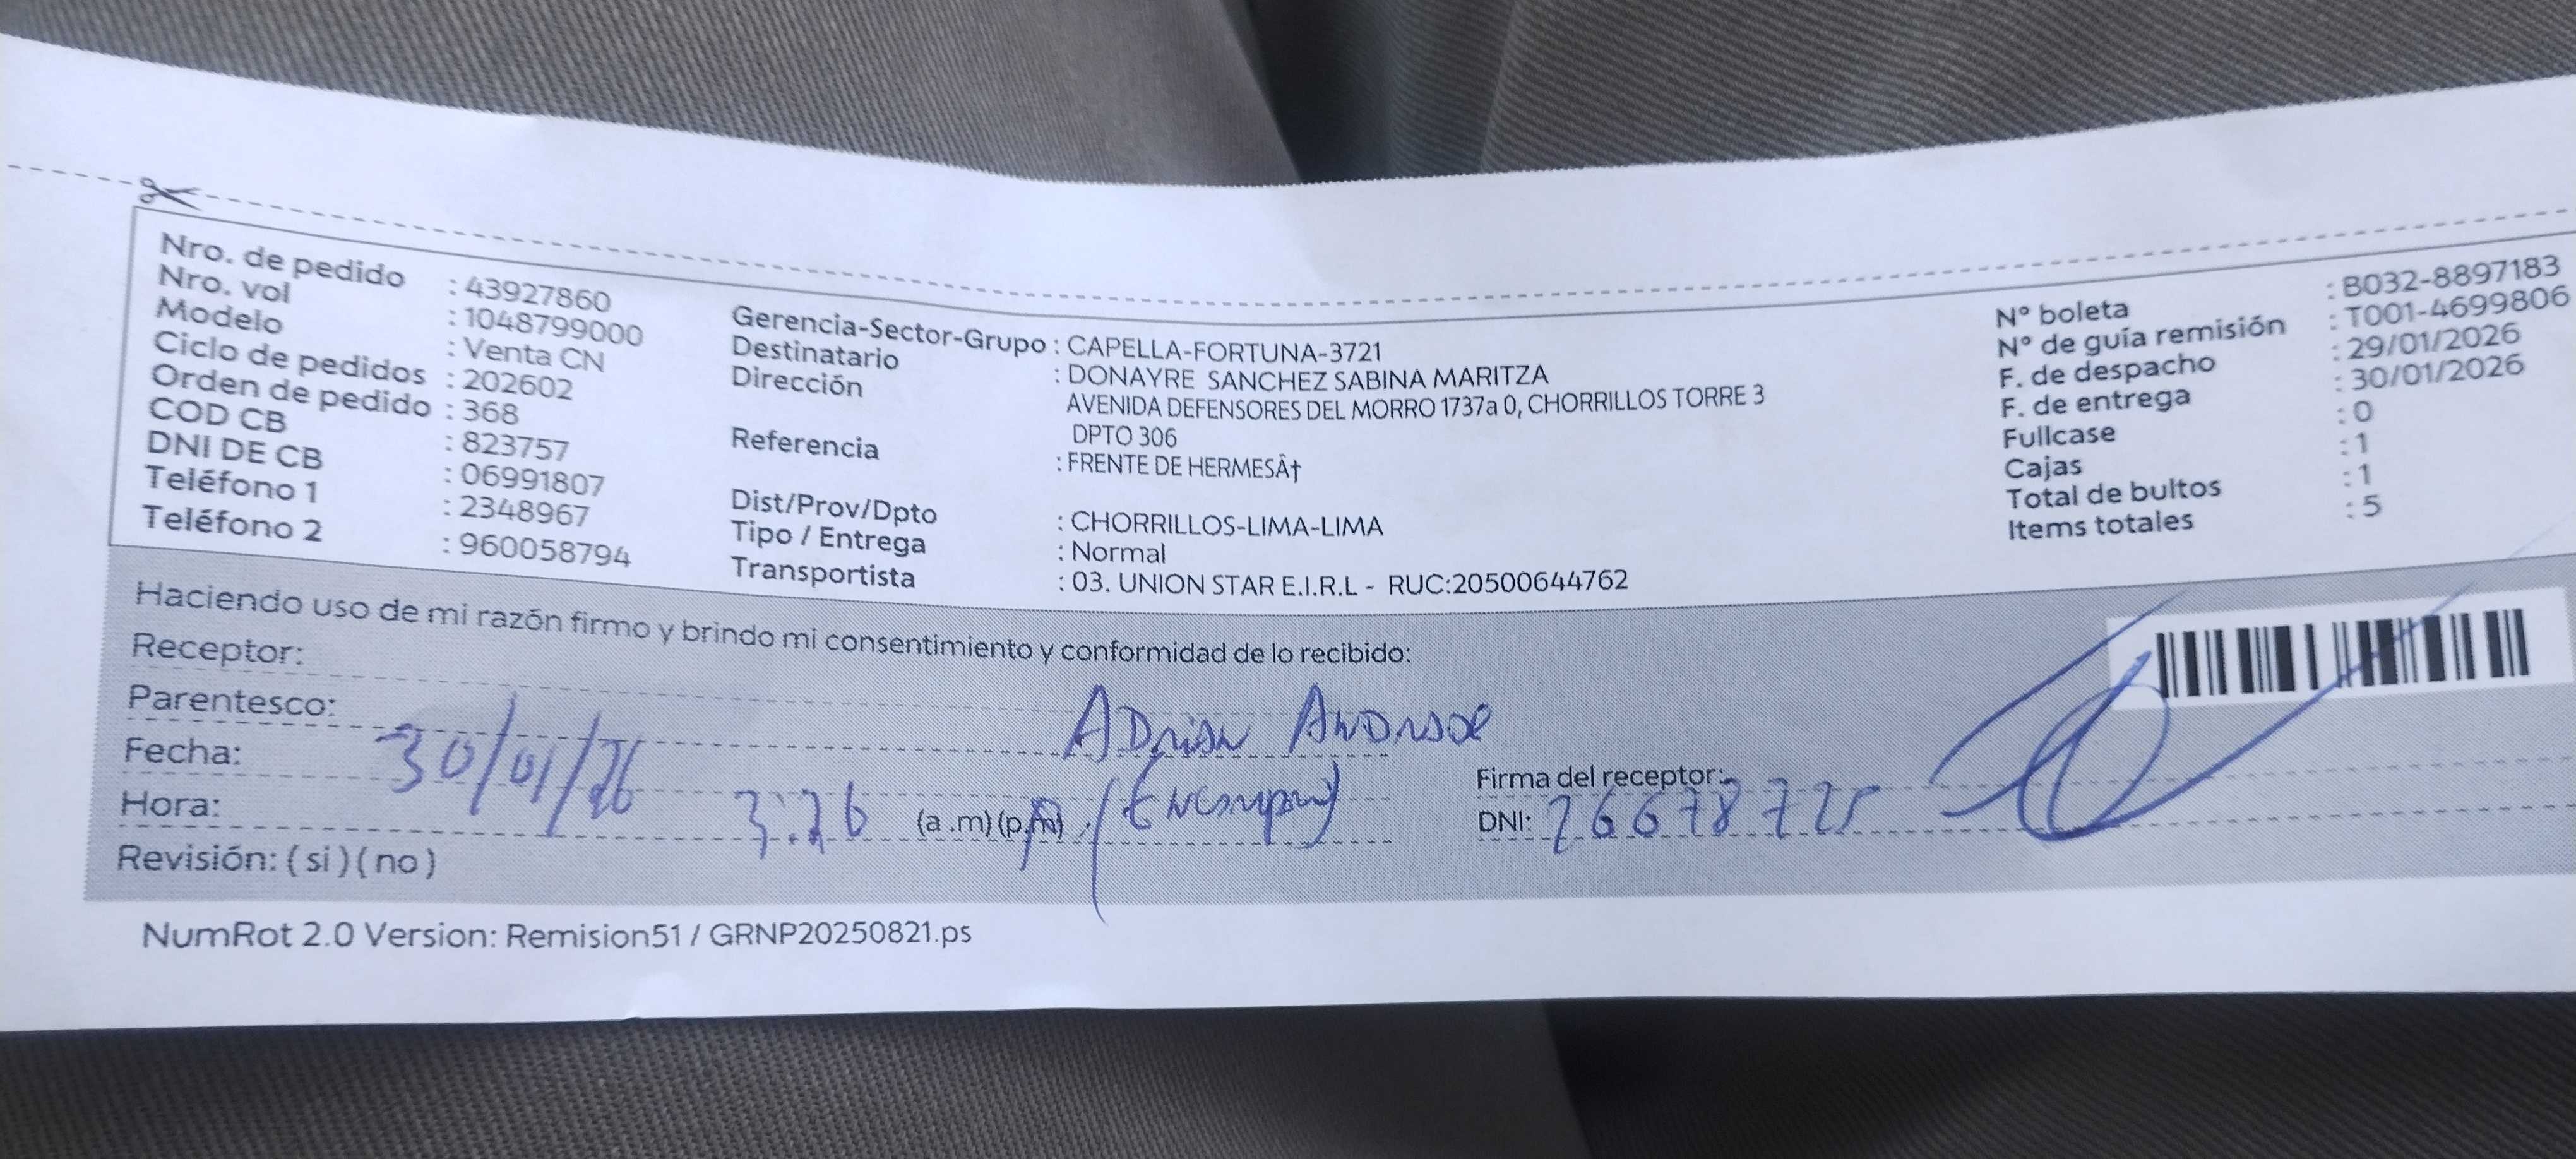 Nro. de pedido : 43927860
Nro. vol : 1048799000
Modelo : Venta CN
Ciclo de pedidos : 202602
Orden de pedido : 368
COD CB : 823757
DNI DE CB : 06991807
Teléfono 1 : 2348967
Teléfono 2 : 960058794
Gerencia-Sector-Grupo : CAPELLA-FORTUNA-3721
Destinatario : DONAYRE SANCHEZ SABINA MARITZA
Dirección AVENIDA DEFENSORES DEL MORRO 1737a 0, CHORRILLOS TORRE 3
DPTO 306
Referencia : FRENTE DE HERMESÂ†
Dist/Prov/Dpto : CHORRILLOS-LIMA-LIMA
Tipo / Entrega : Normal
Transportista : 03. UNION STAR E.I.R.L - RUC:20500644762
N° boleta : B032-8897183
N° de guía remisión : T001-4699806
F. de despacho : 29/01/2026
F. de entrega : 30/01/2026
Fullcase : 0
Cajas : 1
Total de bultos : 1
Items totales : 5
Haciendo uso de mi razón firmo y brindo mi consentimiento y conformidad de lo recibido:
Receptor:
Parentesco: Adrian
Fecha: 30/01/26
Firma del receptor:
Hora: 3:26 (a .m) (p.m)
DNI:
Revisión: ( si ) ( no )
NumRot 2.0 Version: Remision51 / GRNP20250821.ps